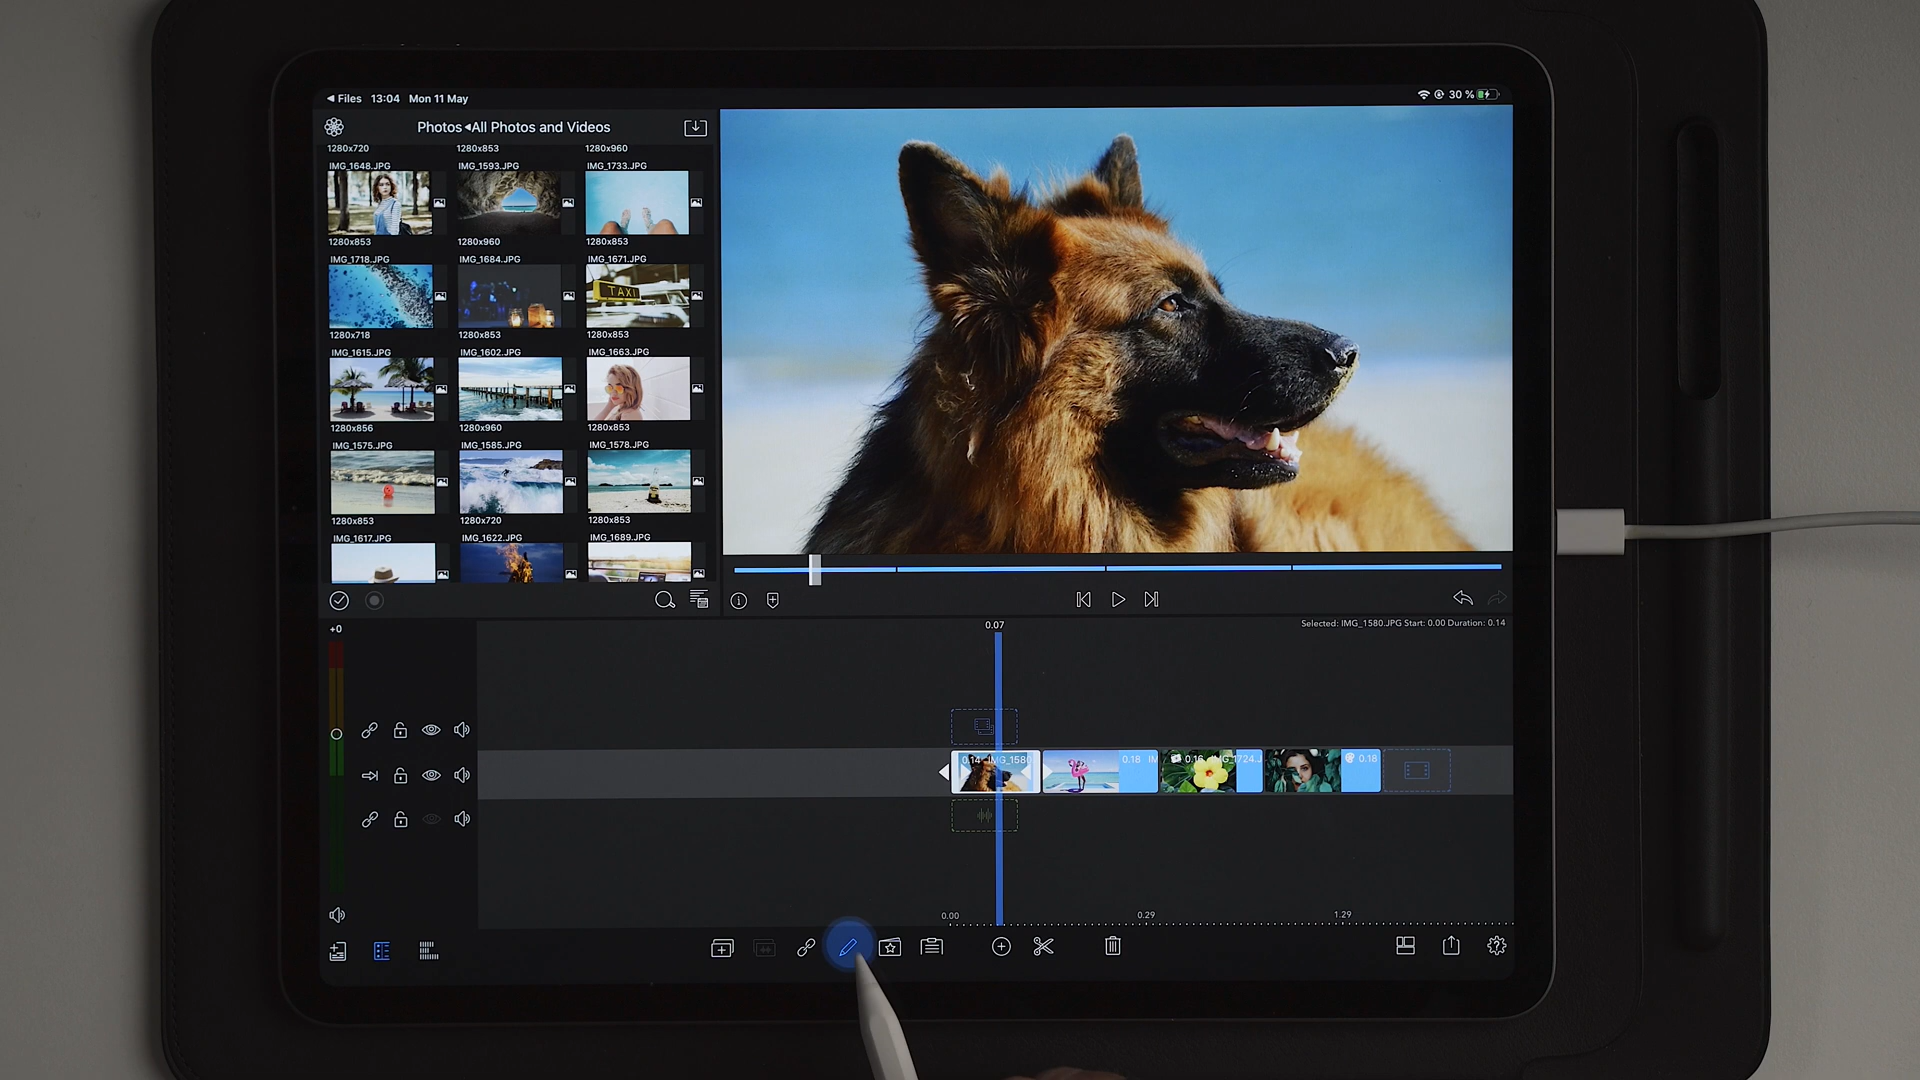 ◀ Files 13:04 Mon 11 May
30 %
Photos◂All Photos and Videos
1280x720 1280x853 1280x960
IMG_1648.JPG IMG_1593.JPG IMG_1733.JPG
1280x853 1280x960 1280x853
IMG_1718.JPG IMG_1684.JPG IMG_1671.JPG
TAXI
1280x718 1280x853 1280x853
IMG_1615.JPG IMG_1602.JPG IMG_1663.JPG
1280x856 1280x960 1280x853
IMG_1575.JPG IMG_1585.JPG IMG_1578.JPG
1280x853 1280x720 1280x853
IMG_1617.JPG IMG_1622.JPG IMG_1689.JPG
+0
0.07
Selected: IMG_1580.JPG Start: 0.00 Duration: 0.14
0.14 IMG_1580 0.18 IM 0.16 IMG_1724.J 0.18
0.00 0.29 1.29